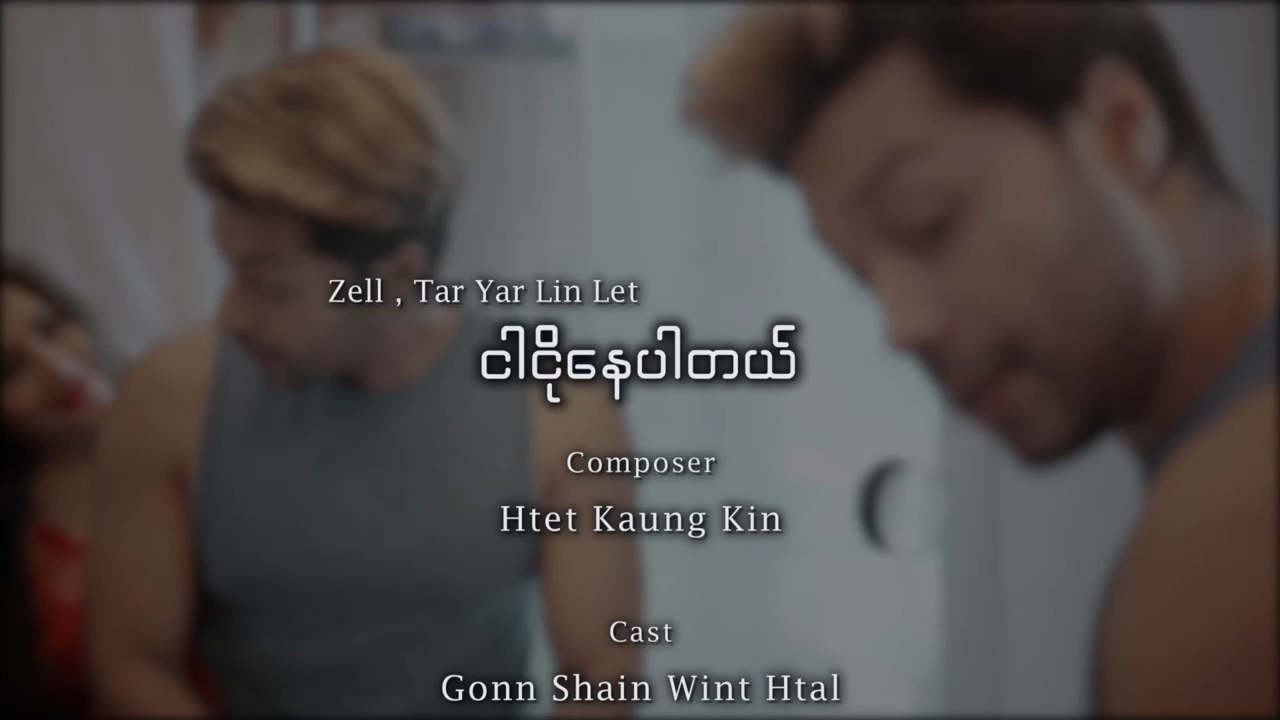 Zell , Tar Yar Lin Let
ငါငိုနေပါတယ်
Composer
Htet Kaung Kin
Cast
Gonn Shain Wint Htal